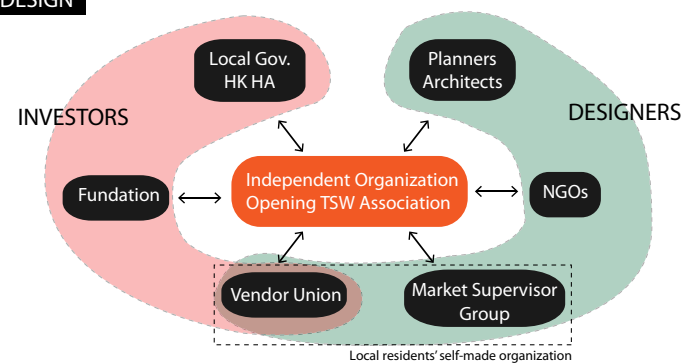 DESIGN
Local Gov.
HK HA
Planners
Architects
INVESTORS
DESIGNERS
Fundation
Independent Organization
Opening TSW Association
NGOs
Vendor Union
Market Supervisor
Group
Local residents' self-made organization